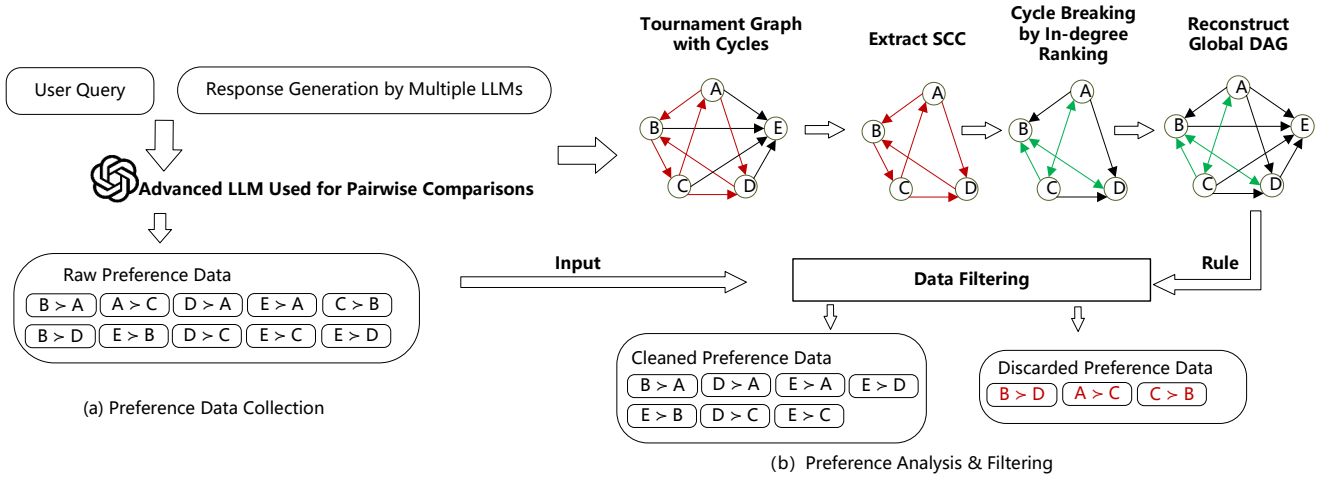 User Query
Response Generation by Multiple LLMs
Advanced LLM Used for Pairwise Comparisons
Raw Preference Data
B ≻ A
A ≻ C
D ≻ A
E ≻ A
C ≻ B
B ≻ D
E ≻ B
D ≻ C
E ≻ C
E ≻ D
(a) Preference Data Collection
Tournament Graph
with Cycles
A
B
E
C
D
Extract SCC
A
B
C
D
Cycle Breaking
by In-degree
Ranking
A
B
C
D
Reconstruct
Global DAG
A
B
E
C
D
Input
Data Filtering
Rule
Cleaned Preference Data
B ≻ A
D ≻ A
E ≻ A
E ≻ D
E ≻ B
D ≻ C
E ≻ C
Discarded Preference Data
B ≻ D
A ≻ C
C ≻ B
(b) Preference Analysis & Filtering